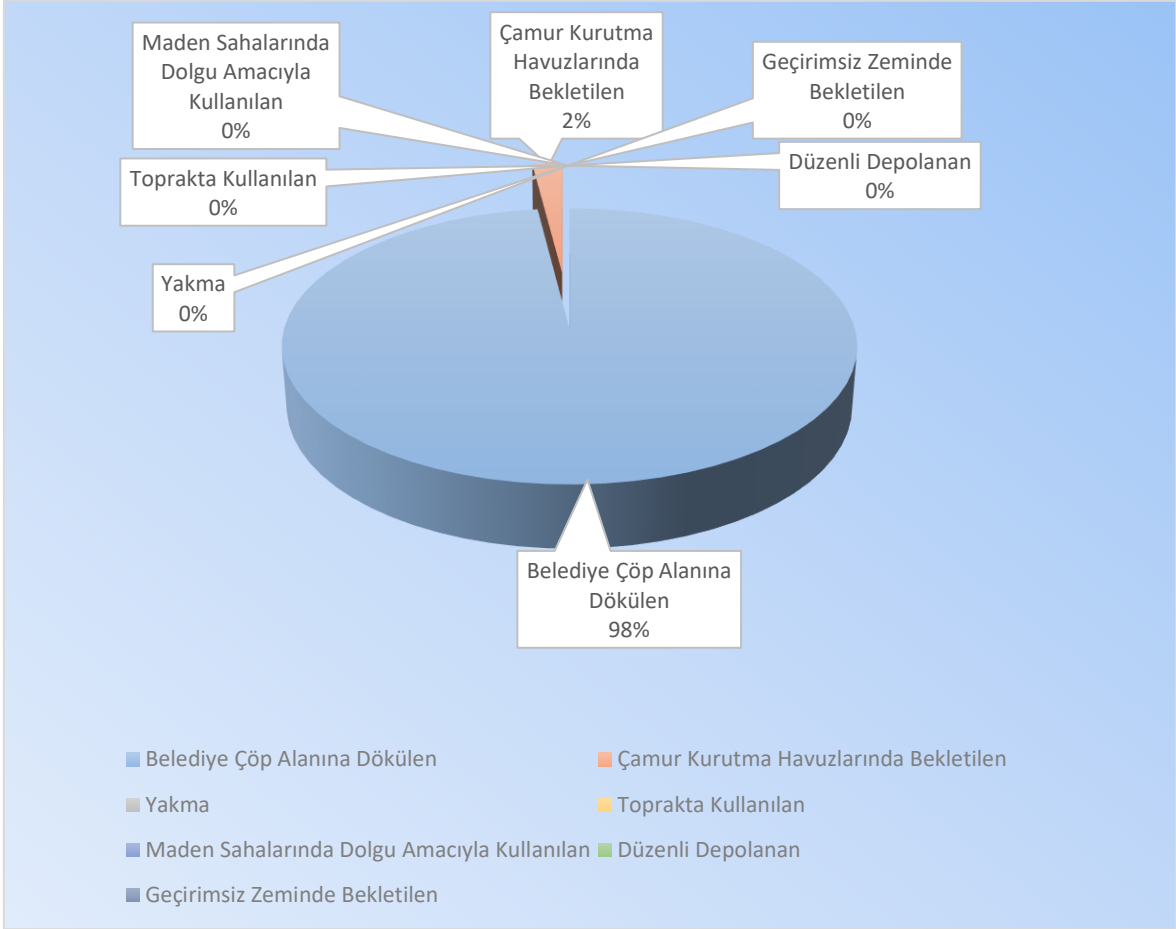 Maden Sahalarında
Dolgu Amacıyla
Kullanılan
0%
Çamur Kurutma
Havuzlarında
Bekletilen
2%
Geçirimsiz Zeminde
Bekletilen
0%
Toprakta Kullanılan
0%
Düzenli Depolanan
0%
Yakma
0%
Belediye Çöp Alanına
Dökülen
98%
Belediye Çöp Alanına Dökülen
Çamur Kurutma Havuzlarında Bekletilen
Yakma
Toprakta Kullanılan
Maden Sahalarında Dolgu Amacıyla Kullanılan
Düzenli Depolanan
Geçirimsiz Zeminde Bekletilen